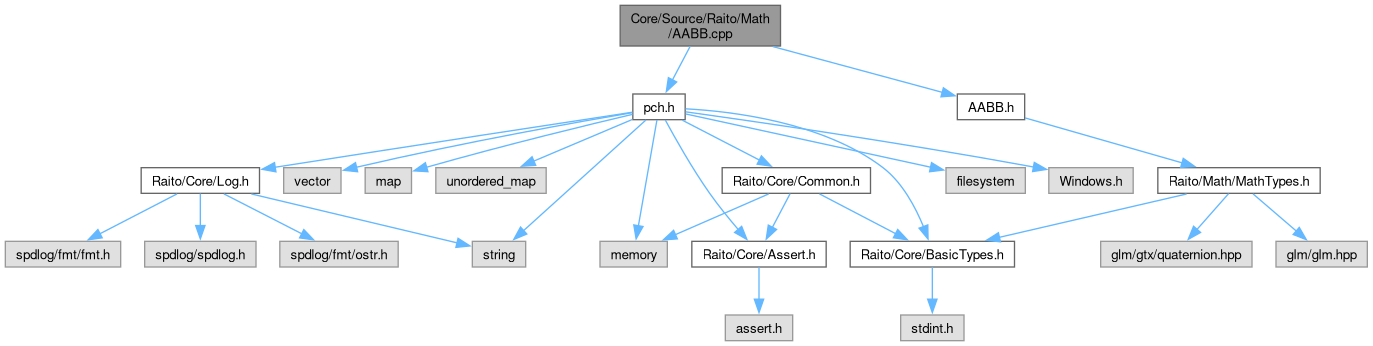 Core/Source/Raito/Math
/AABB.cpp
pch.h
AABB.h
Raito/Core/Log.h
vector
map
unordered_map
Raito/Core/Common.h
filesystem
Windows.h
Raito/Math/MathTypes.h
spdlog/fmt/fmt.h
spdlog/spdlog.h
spdlog/fmt/ostr.h
string
memory
Raito/Core/Assert.h
Raito/Core/BasicTypes.h
glm/gtx/quaternion.hpp
glm/glm.hpp
assert.h
stdint.h